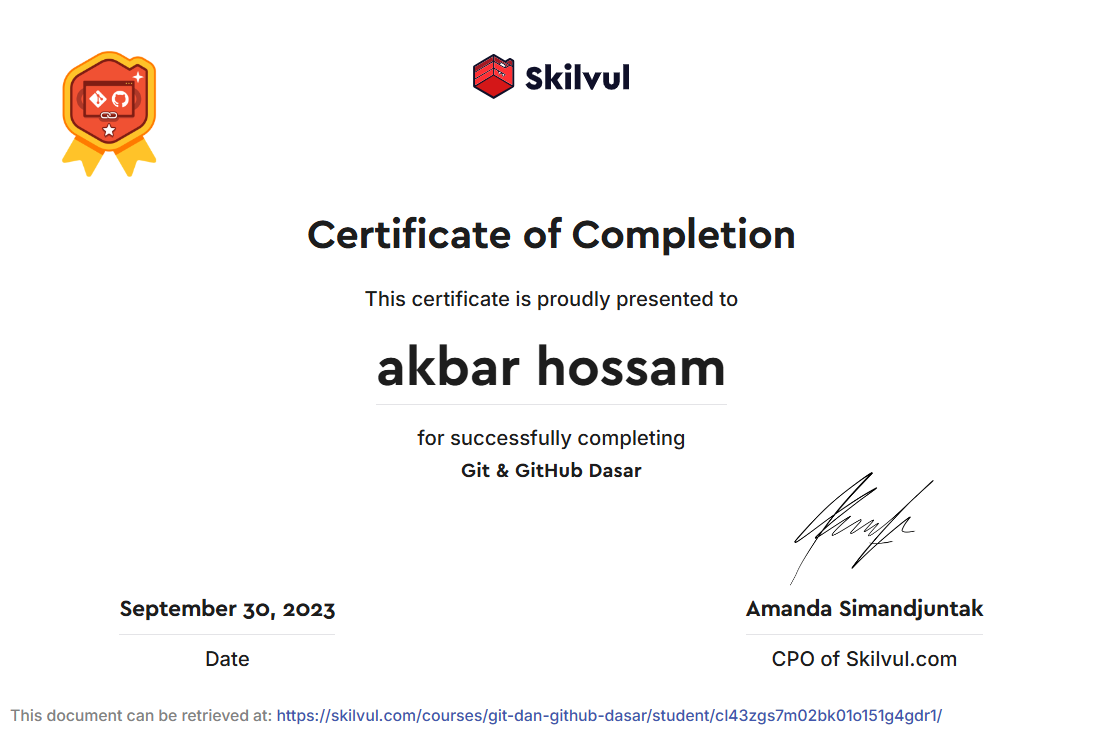 Skilvul
Certificate of Completion
This certificate is proudly presented to
akbar hossam
for successfully completing
Git & GitHub Dasar
September 30, 2023
Date
Amanda Simandjuntak
CPO of Skilvul.com
This document can be retrieved at: https://skilvul.com/courses/git-dan-github-dasar/student/cl43zgs7m02bk01o151g4gdr1/